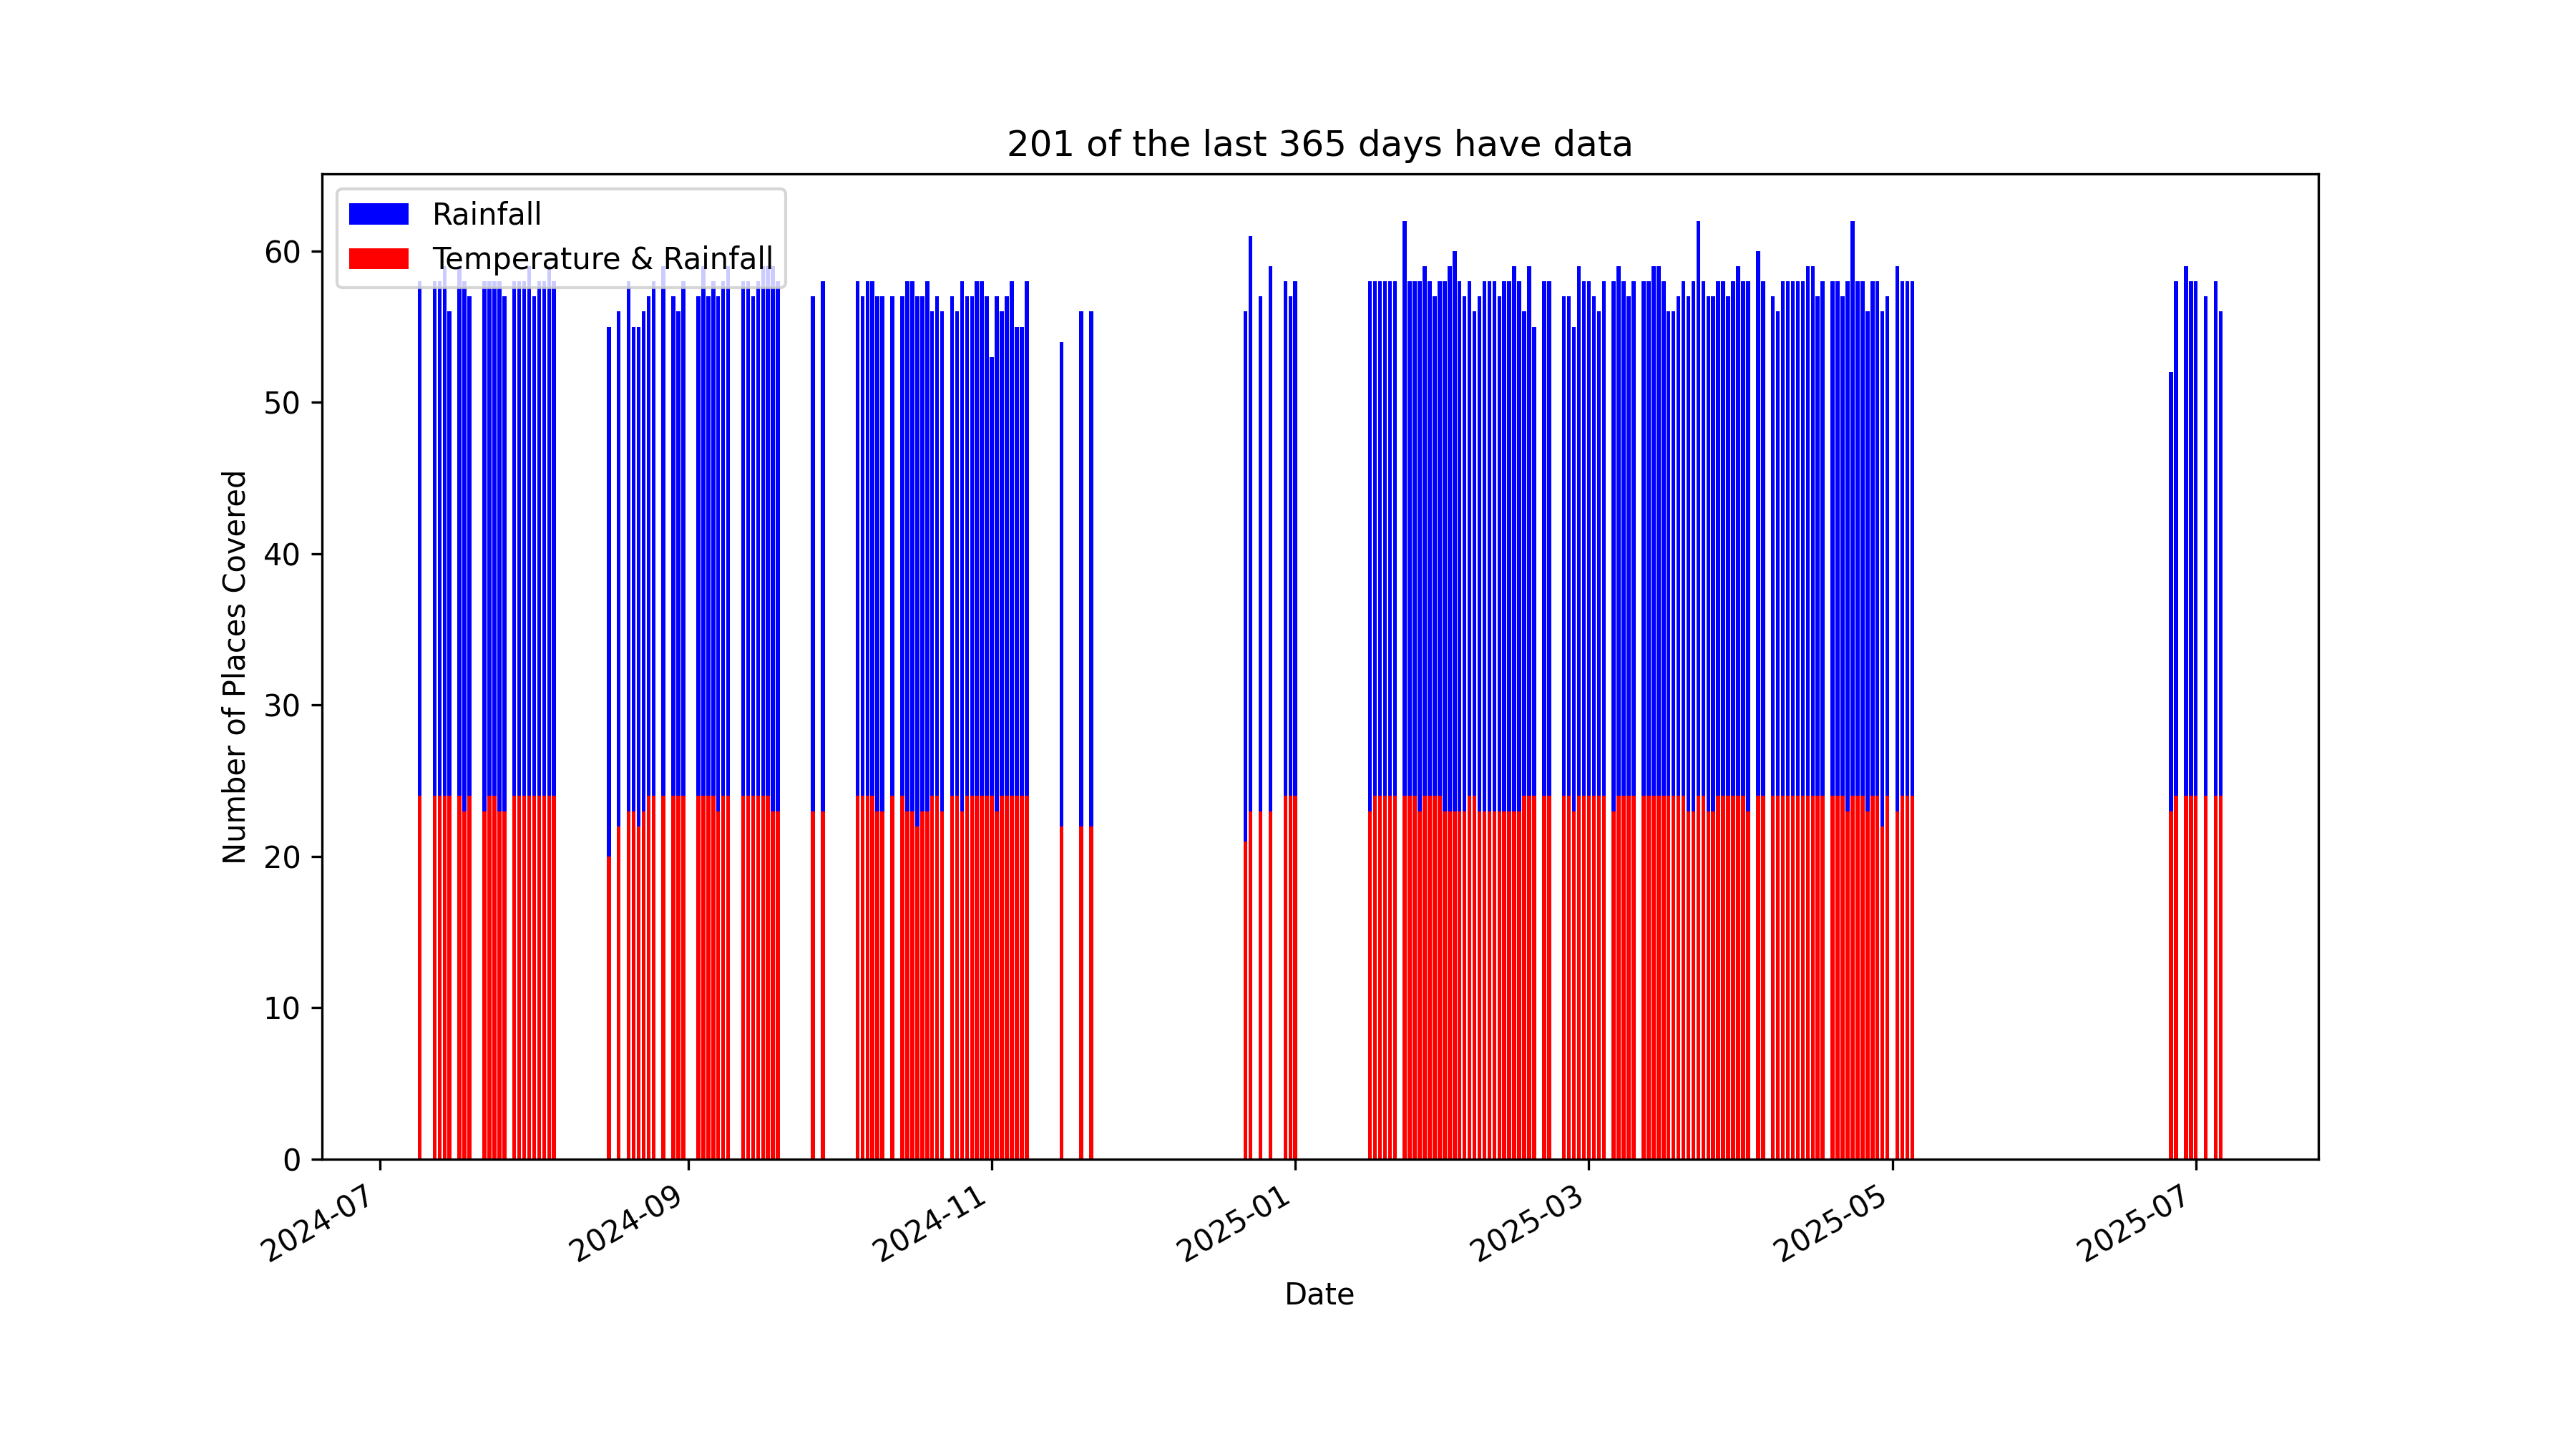 201 of the last 365 days have data
Rainfall
Temperature & Rainfall
60
50
40
30
20
10
0
Number of Places Covered
2024-07
2024-09
2024-11
2025-01
2025-03
2025-05
2025-07
Date